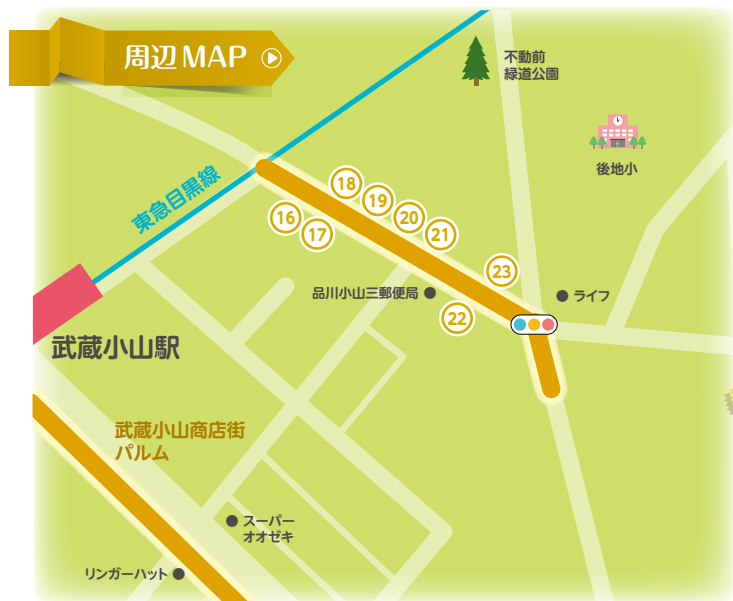 周辺MAP
不動前
緑道公園
後地小
東急目黒線
18
19
16
20
17
21
23
品川小山三郵便局
ライフ
22
武蔵小山駅
武蔵小山商店街
パルム
スーパー
オオゼキ
リンガーハット